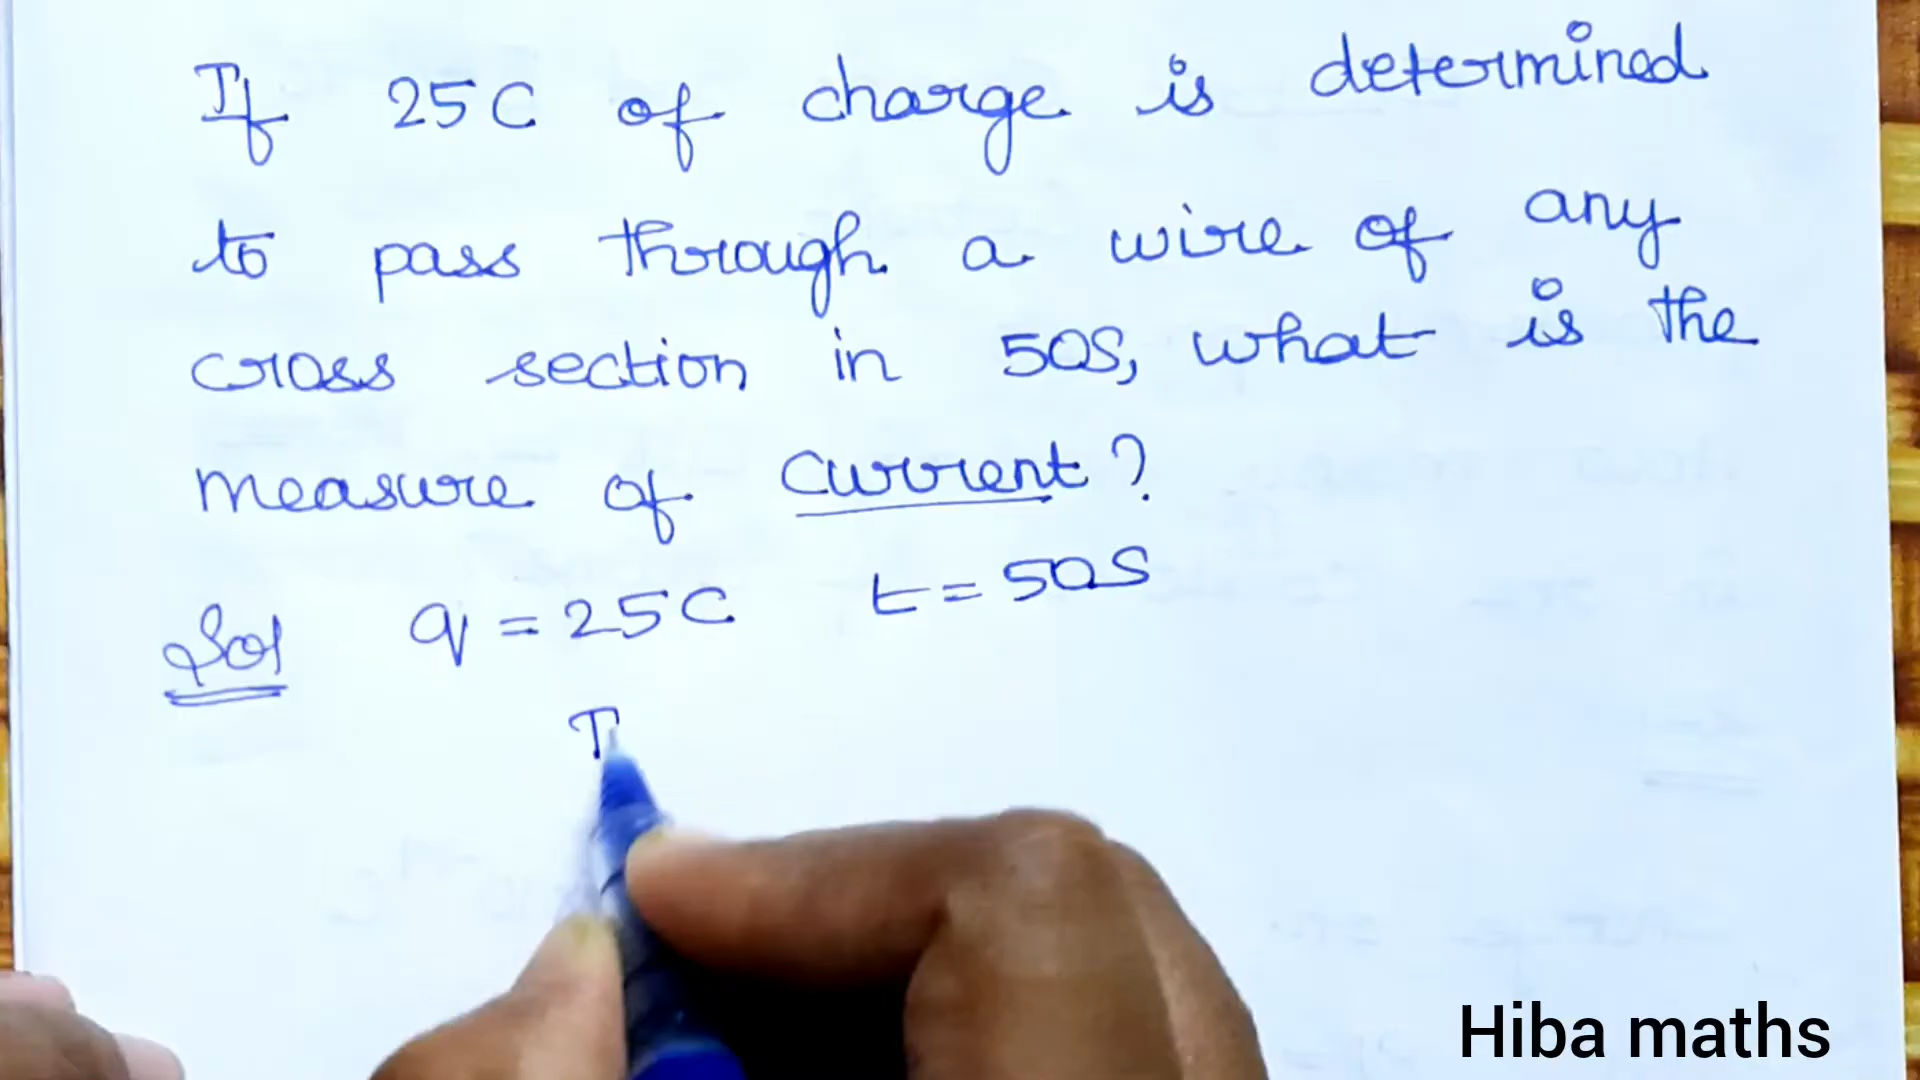 If 25C of charge is determined
to pass through a wire of any
cross section in 50S, what is the
measure of current?
Sol q = 25C t = 50S
I
Hiba maths